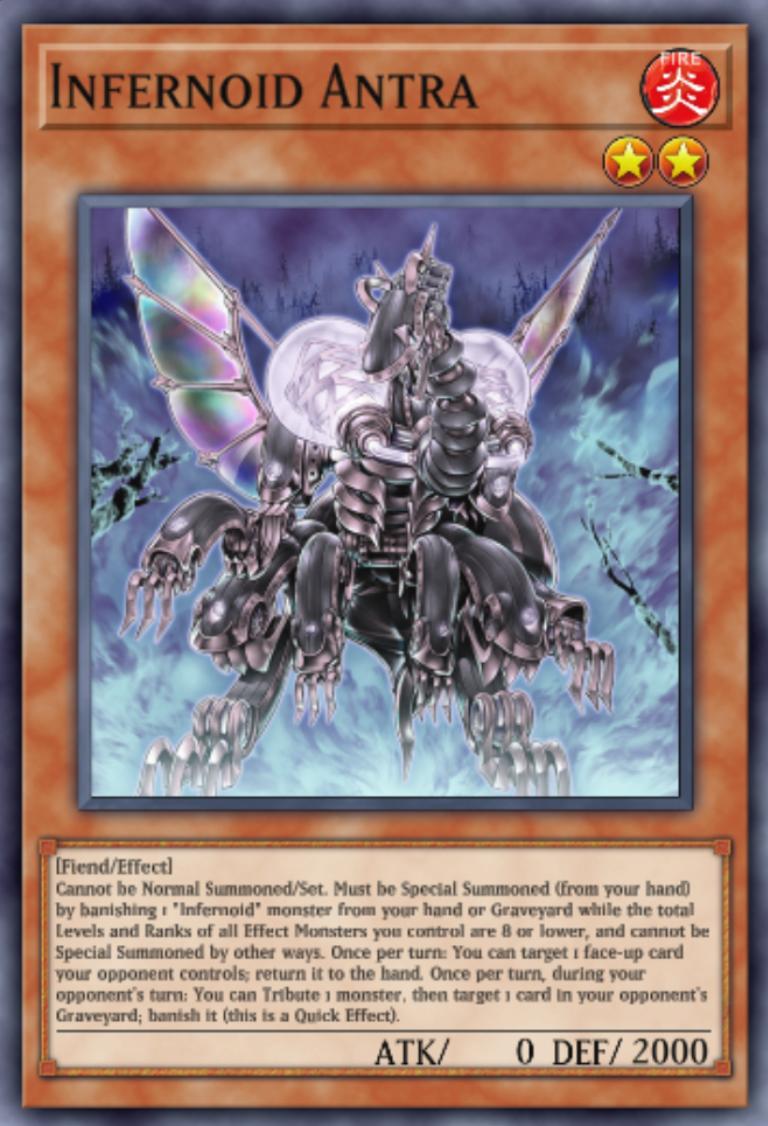 Infernoid Antra
FIRE
炎
[Fiend/Effect]
Cannot be Normal Summoned/Set. Must be Special Summoned (from your hand)
by banishing 1 "Infernoid" monster from your hand or Graveyard while the total
Levels and Ranks of all Effect Monsters you control are 8 or lower, and cannot be
Special Summoned by other ways. Once per turn: You can target 1 face-up card
your opponent controls; return it to the hand. Once per turn, during your
opponent's turn: You can Tribute 1 monster, then target 1 card in your opponent's
Graveyard; banish it (this is a Quick Effect).
ATK/ 0 DEF/ 2000